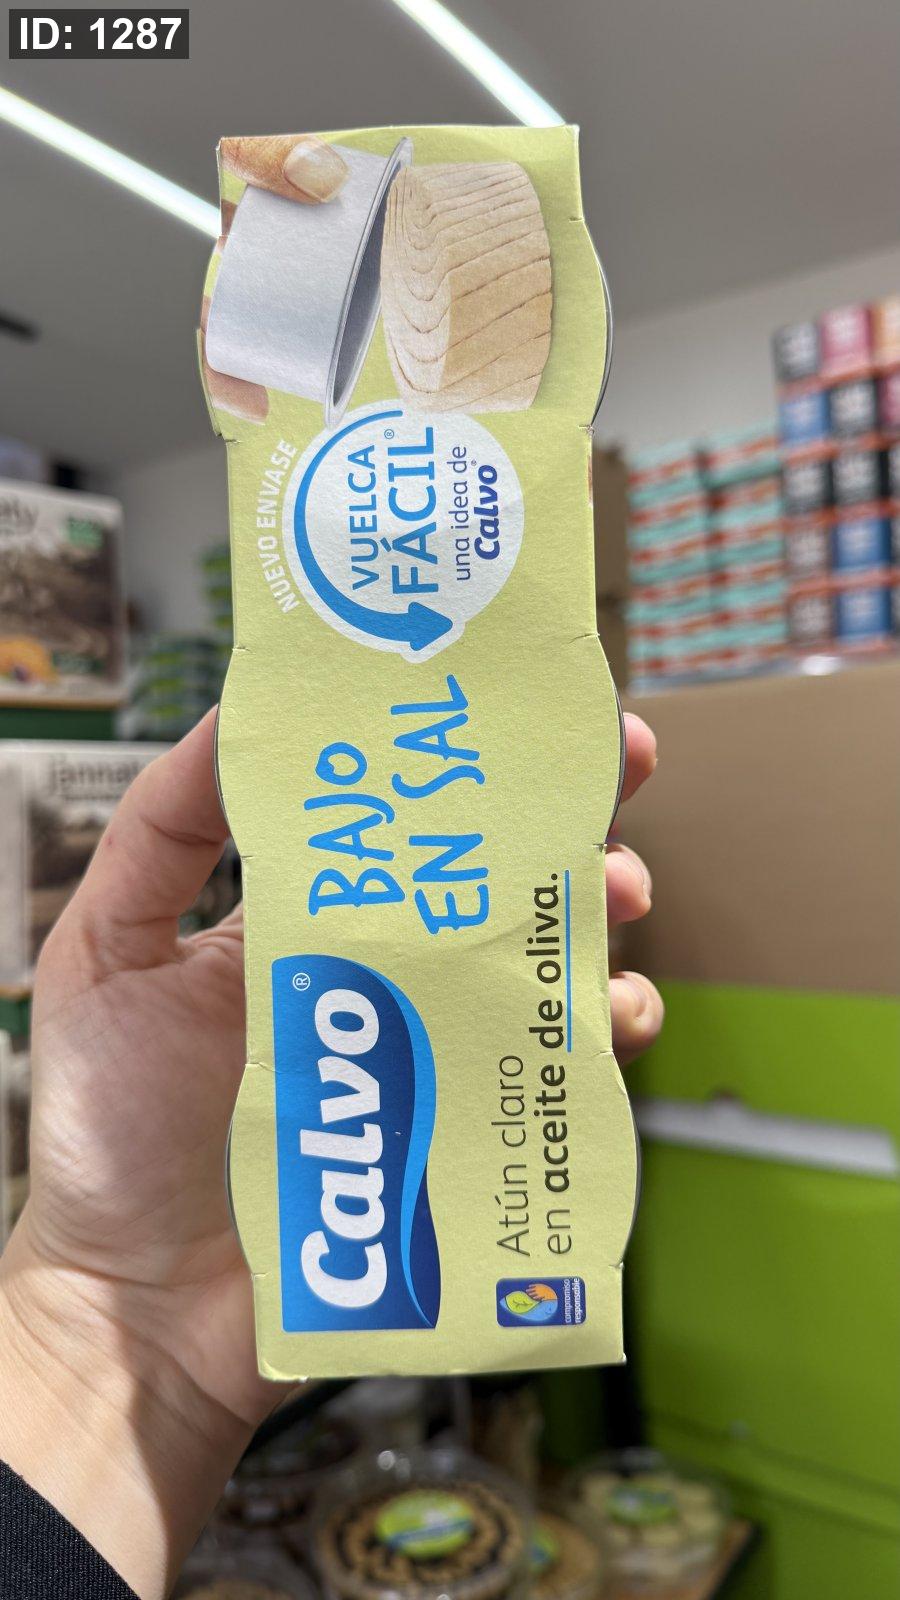 ID: 1287
Calvo®
BAJO
EN SAL
Atún claro
en aceite de oliva.
compromiso
responsable
NUEVO ENVASE
VUELCA
FÁCIL®
una idea de
Calvo®
jannat